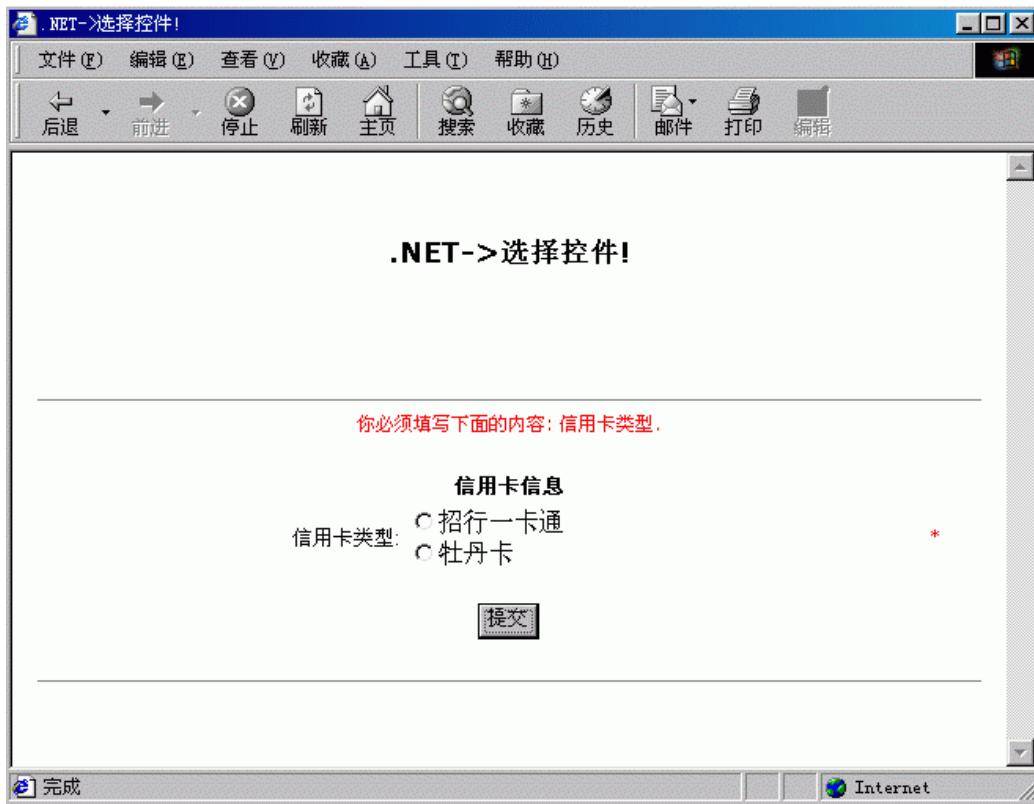 .NET->选择控件!
文件(F) 编辑(E) 查看(V) 收藏(A) 工具(T) 帮助(H)
后退 前进 停止 刷新 主页 搜索 收藏 历史 邮件 打印 编辑
.NET->选择控件!
你必须填写下面的内容: 信用卡类型.
信用卡信息
招行一卡通
信用卡类型: *
牡丹卡
提交
完成 Internet